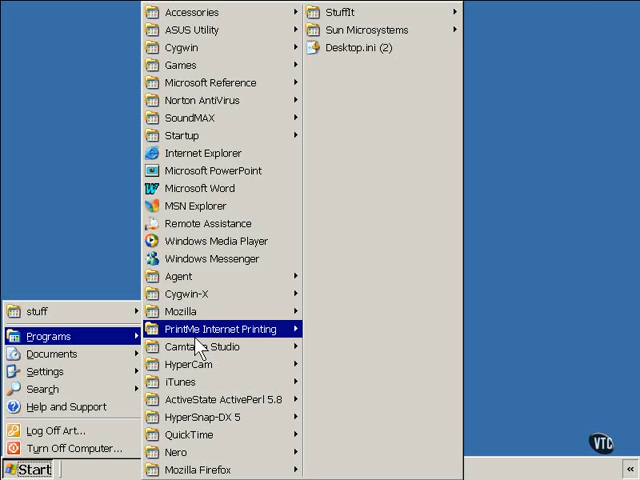 Accessories
ASUS Utility
Cygwin
Games
Microsoft Reference
Norton AntiVirus
SoundMAX
Startup
Internet Explorer
Microsoft PowerPoint
Microsoft Word
MSN Explorer
Remote Assistance
Windows Media Player
Windows Messenger
Agent
Cygwin-X
Mozilla
PrintMe Internet Printing
Camtasia Studio
HyperCam
iTunes
ActiveState ActivePerl 5.8
HyperSnap-DX 5
QuickTime
Nero
Mozilla Firefox
StuffIt
Sun Microsystems
Desktop.ini (2)
stuff
Programs
Documents
Settings
Search
Help and Support
Log Off Art...
Turn Off Computer...
Start
VTC